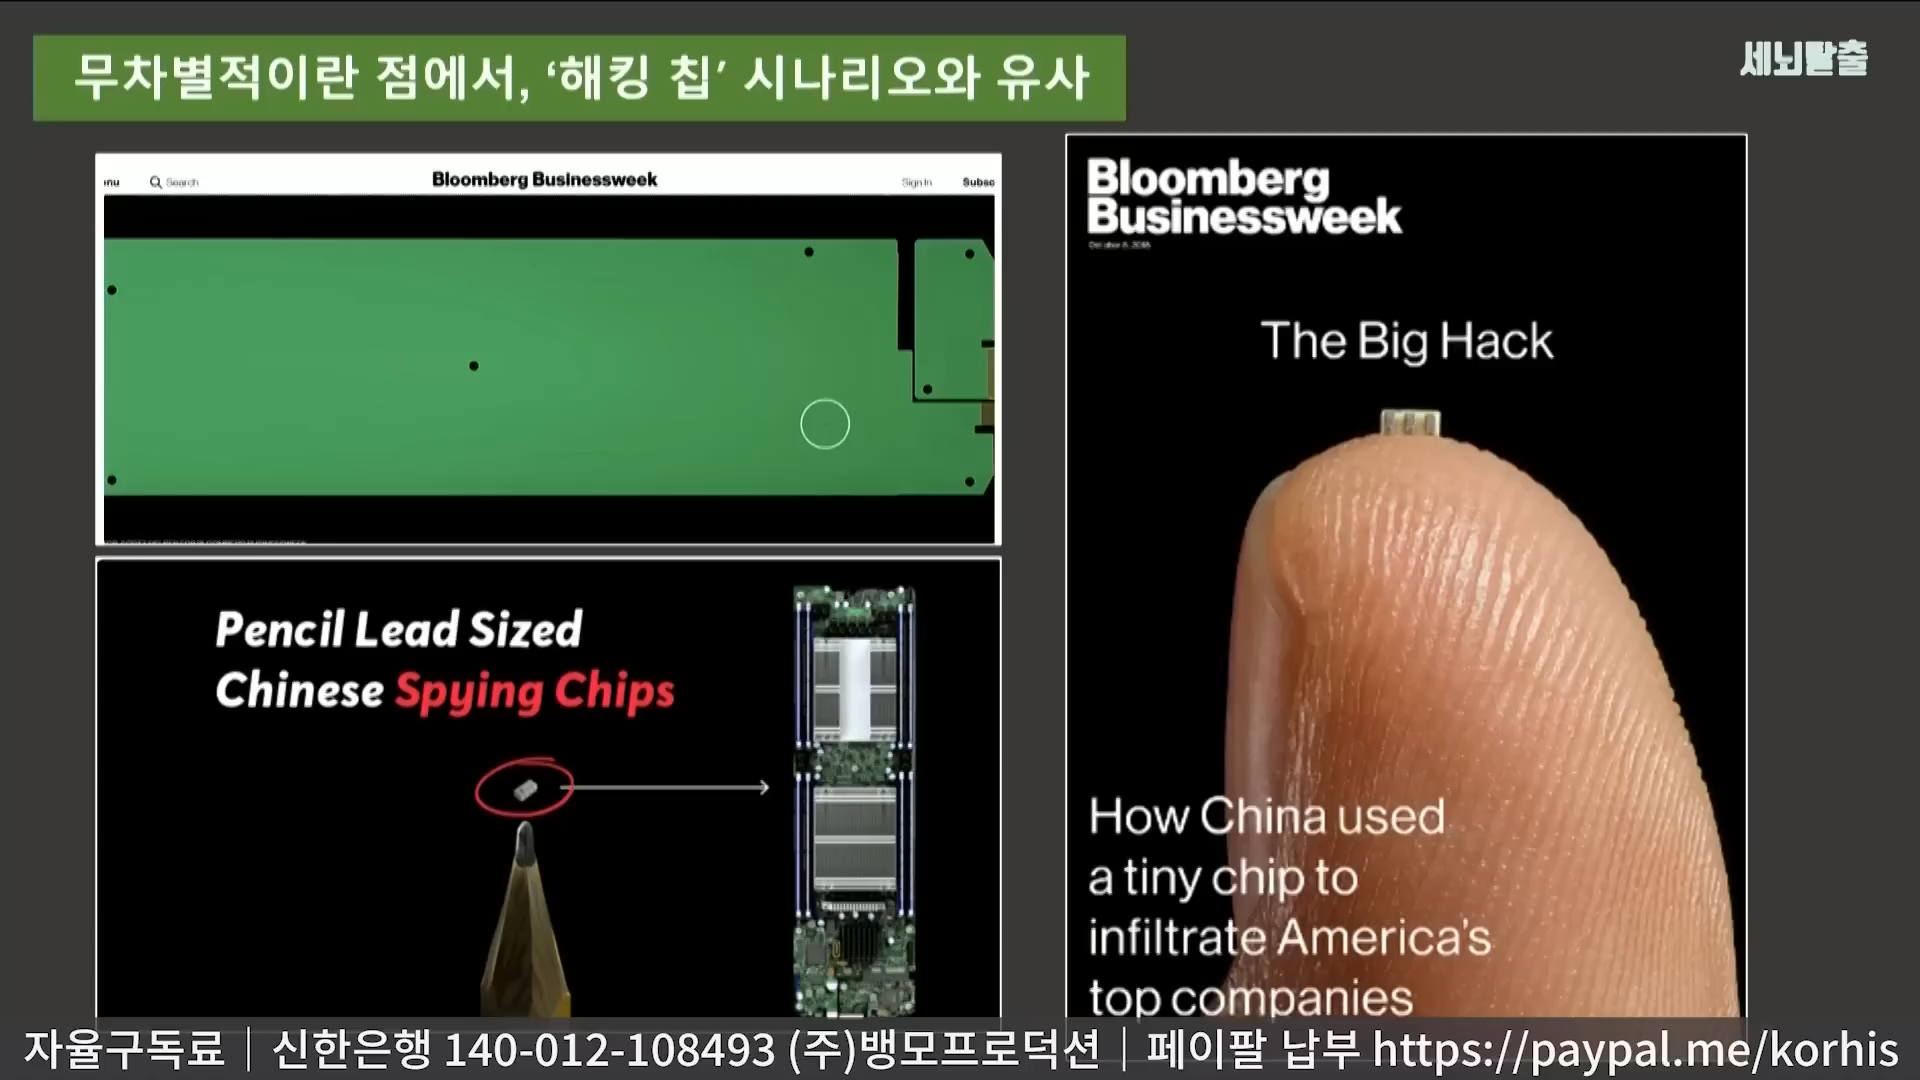 무차별적이란 점에서, ‘해킹 칩’ 시나리오와 유사
세뇌탈출
nu
Search
Bloomberg Businessweek
Sign In
Subsc
Bloomberg
Businessweek
The Big Hack
How China used
a tiny chip to
infiltrate America's
top companies
Pencil Lead Sized
Chinese Spying Chips
자율구독료│신한은행 140-012-108493 (주)뱅모프로덕션│페이팔 납부 https://paypal.me/korhis